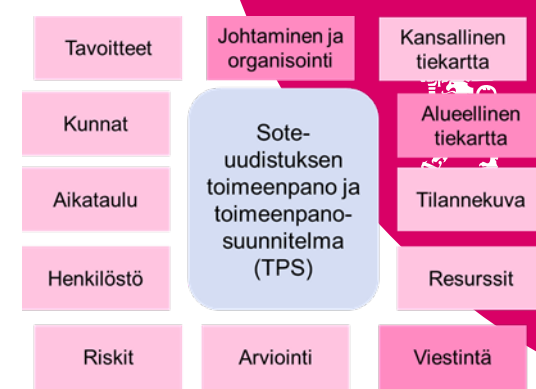 Tavoitteet
Johtaminen ja
organisointi
Kansallinen
tiekartta
Kunnat
Sote-
uudistuksen
toimeenpano ja
toimeenpano-
suunnitelma
(TPS)
Alueellinen
tiekartta
Aikataulu
Tilannekuva
Henkilöstö
Resurssit
Riskit
Arviointi
Viestintä